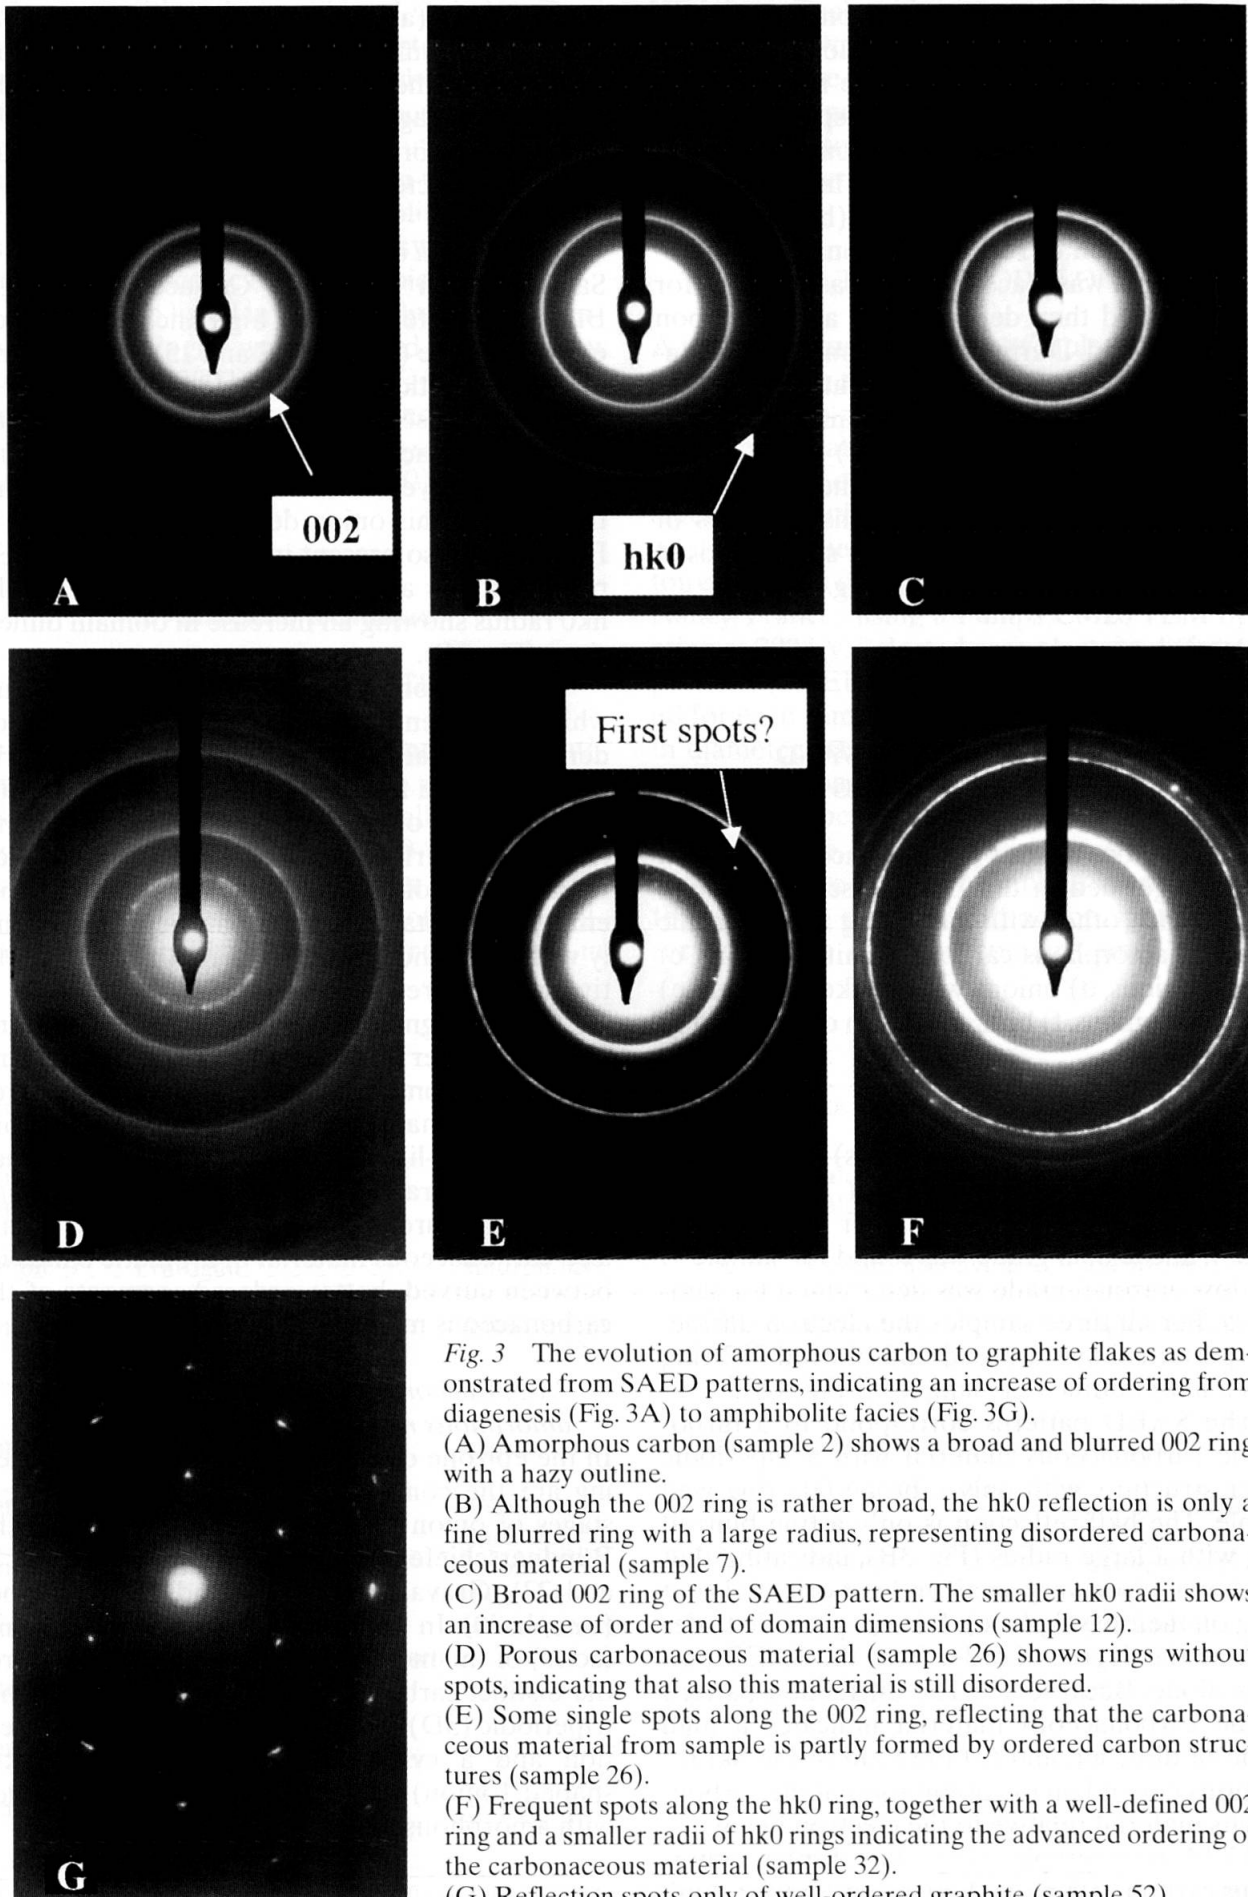 002
A
hk0
B
C
D
First spots?
E
F
G
Fig. 3 The evolution of amorphous carbon to graphite flakes as dem-
onstrated from SAED patterns, indicating an increase of ordering from
diagenesis (Fig. 3A) to amphibolite facies (Fig. 3G).
(A) Amorphous carbon (sample 2) shows a broad and blurred 002 ring
with a hazy outline.
(B) Although the 002 ring is rather broad, the hk0 reflection is only a
fine blurred ring with a large radius, representing disordered carbona-
ceous material (sample 7).
(C) Broad 002 ring of the SAED pattern. The smaller hk0 radii shows
an increase of order and of domain dimensions (sample 12).
(D) Porous carbonaceous material (sample 26) shows rings without
spots, indicating that also this material is still disordered.
(E) Some single spots along the 002 ring, reflecting that the carbona-
ceous material from sample is partly formed by ordered carbon struc-
tures (sample 26).
(F) Frequent spots along the hk0 ring, together with a well-defined 002
ring and a smaller radii of hk0 rings indicating the advanced ordering of
the carbonaceous material (sample 32).
(G) Reflection spots only of well-ordered graphite (sample 52).